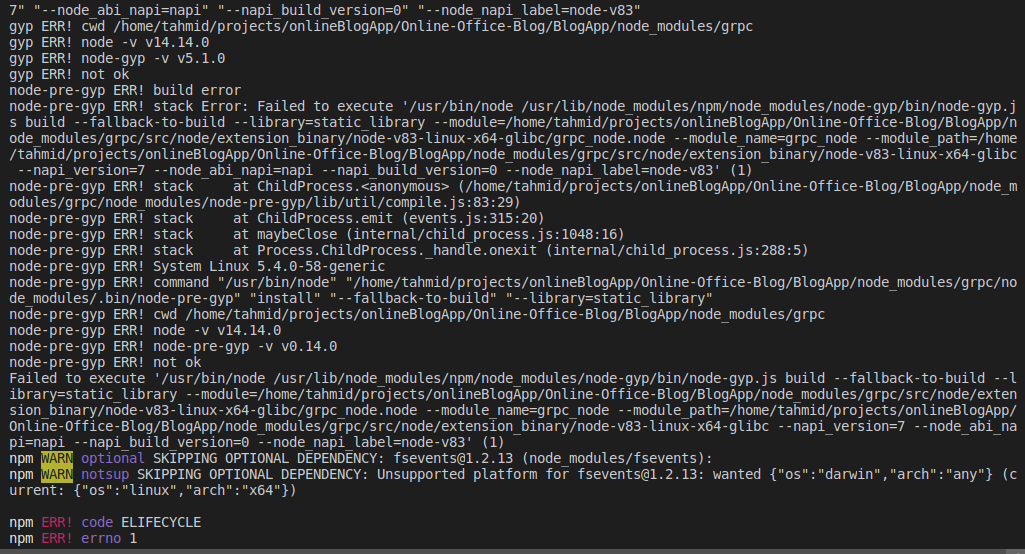 7" "--node_abi_napi=napi" "--napi_build_version=0" "--node_napi_label=node-v83"
gyp ERR! cwd /home/tahmid/projects/onlineBlogApp/Online-Office-Blog/BlogApp/node_modules/grpc
gyp ERR! node -v v14.14.0
gyp ERR! node-gyp -v v5.1.0
gyp ERR! not ok
node-pre-gyp ERR! build error
node-pre-gyp ERR! stack Error: Failed to execute '/usr/bin/node /usr/lib/node_modules/npm/node_modules/node-gyp/bin/node-gyp.j
s build --fallback-to-build --library=static_library --module=/home/tahmid/projects/onlineBlogApp/Online-Office-Blog/BlogApp/n
ode_modules/grpc/src/node/extension_binary/node-v83-linux-x64-glibc/grpc_node.node --module_name=grpc_node --module_path=/home
/tahmid/projects/onlineBlogApp/Online-Office-Blog/BlogApp/node_modules/grpc/src/node/extension_binary/node-v83-linux-x64-glibc
 --napi_version=7 --node_abi_napi=napi --napi_build_version=0 --node_napi_label=node-v83' (1)
node-pre-gyp ERR! stack     at ChildProcess.<anonymous> (/home/tahmid/projects/onlineBlogApp/Online-Office-Blog/BlogApp/node_m
odules/grpc/node_modules/node-pre-gyp/lib/util/compile.js:83:29)
node-pre-gyp ERR! stack     at ChildProcess.emit (events.js:315:20)
node-pre-gyp ERR! stack     at maybeClose (internal/child_process.js:1048:16)
node-pre-gyp ERR! stack     at Process.ChildProcess._handle.onexit (internal/child_process.js:288:5)
node-pre-gyp ERR! System Linux 5.4.0-58-generic
node-pre-gyp ERR! command "/usr/bin/node" "/home/tahmid/projects/onlineBlogApp/Online-Office-Blog/BlogApp/node_modules/grpc/no
de_modules/.bin/node-pre-gyp" "install" "--fallback-to-build" "--library=static_library"
node-pre-gyp ERR! cwd /home/tahmid/projects/onlineBlogApp/Online-Office-Blog/BlogApp/node_modules/grpc
node-pre-gyp ERR! node -v v14.14.0
node-pre-gyp ERR! node-pre-gyp -v v0.14.0
node-pre-gyp ERR! not ok
Failed to execute '/usr/bin/node /usr/lib/node_modules/npm/node_modules/node-gyp/bin/node-gyp.js build --fallback-to-build --l
ibrary=static_library --module=/home/tahmid/projects/onlineBlogApp/Online-Office-Blog/BlogApp/node_modules/grpc/src/node/exten
sion_binary/node-v83-linux-x64-glibc/grpc_node.node --module_name=grpc_node --module_path=/home/tahmid/projects/onlineBlogApp/
Online-Office-Blog/BlogApp/node_modules/grpc/src/node/extension_binary/node-v83-linux-x64-glibc --napi_version=7 --node_abi_na
pi=napi --napi_build_version=0 --node_napi_label=node-v83' (1)
npm WARN optional SKIPPING OPTIONAL DEPENDENCY: fsevents@1.2.13 (node_modules/fsevents):
npm WARN notsup SKIPPING OPTIONAL DEPENDENCY: Unsupported platform for fsevents@1.2.13: wanted {"os":"darwin","arch":"any"} (c
urrent: {"os":"linux","arch":"x64"})

npm ERR! code ELIFECYCLE
npm ERR! errno 1